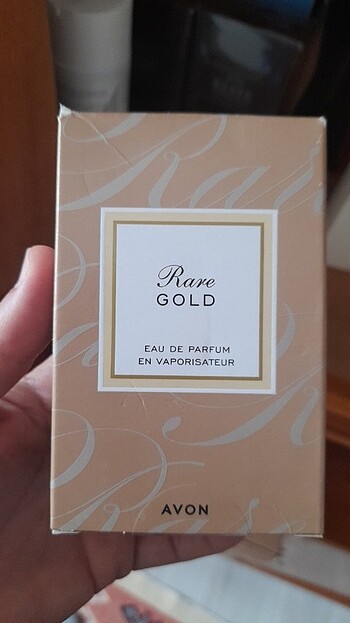 Rare
GOLD
EAU DE PARFUM
EN VAPORISATEUR
AVON